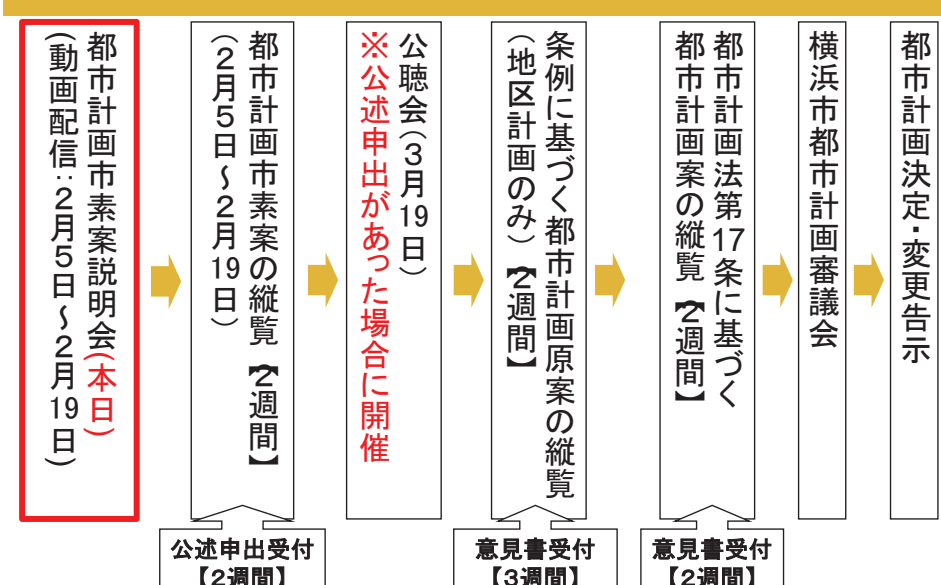 都市計画市素案説明会(本日)
(動画配信:2月5日~2月19日)
都市計画市素案の縦覧【2週間】
(2月5日~2月19日)
公聴会(3月19日)
※公述申出があった場合に開催
条例に基づく都市計画原案の縦覧
(地区計画のみ)【2週間】
都市計画法第17条に基づく
都市計画案の縦覧【2週間】
横浜市都市計画審議会
都市計画決定・変更告示
公述申出受付
【2週間】
意見書受付
【3週間】
意見書受付
【2週間】